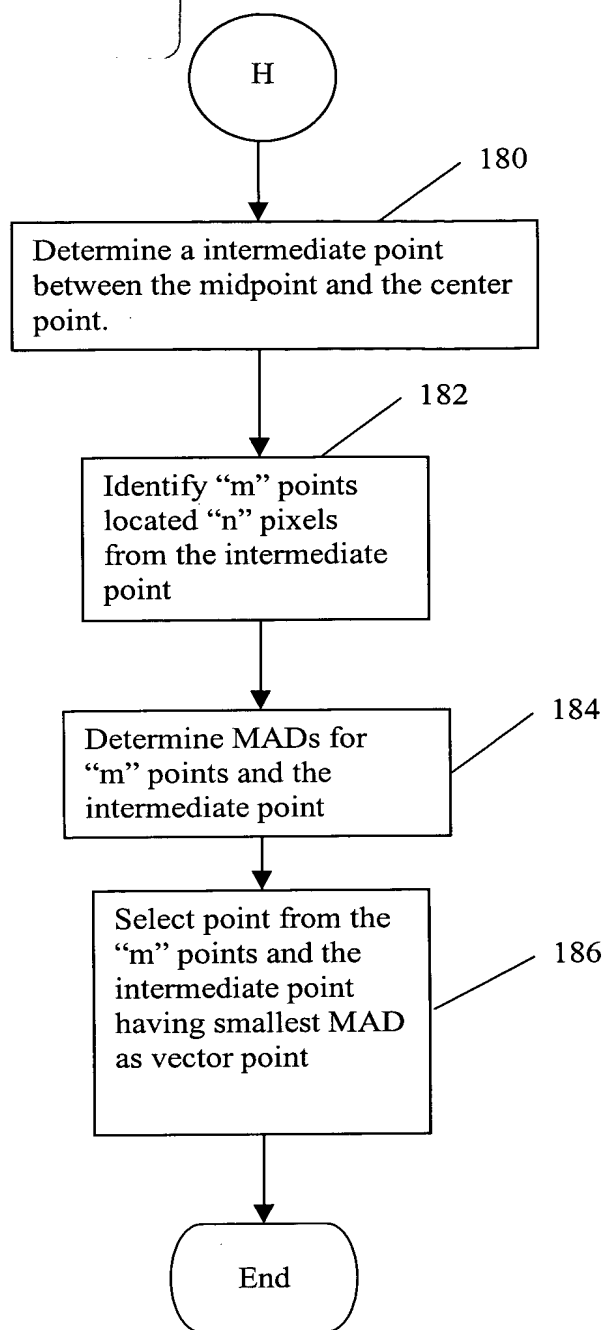 H
180
Determine a intermediate point
between the midpoint and the center
point.
182
Identify “m” points
located “n” pixels
from the intermediate
point
184
Determine MADs for
“m” points and the
intermediate point
Select point from the
“m” points and the
intermediate point
having smallest MAD
as vector point
186
End